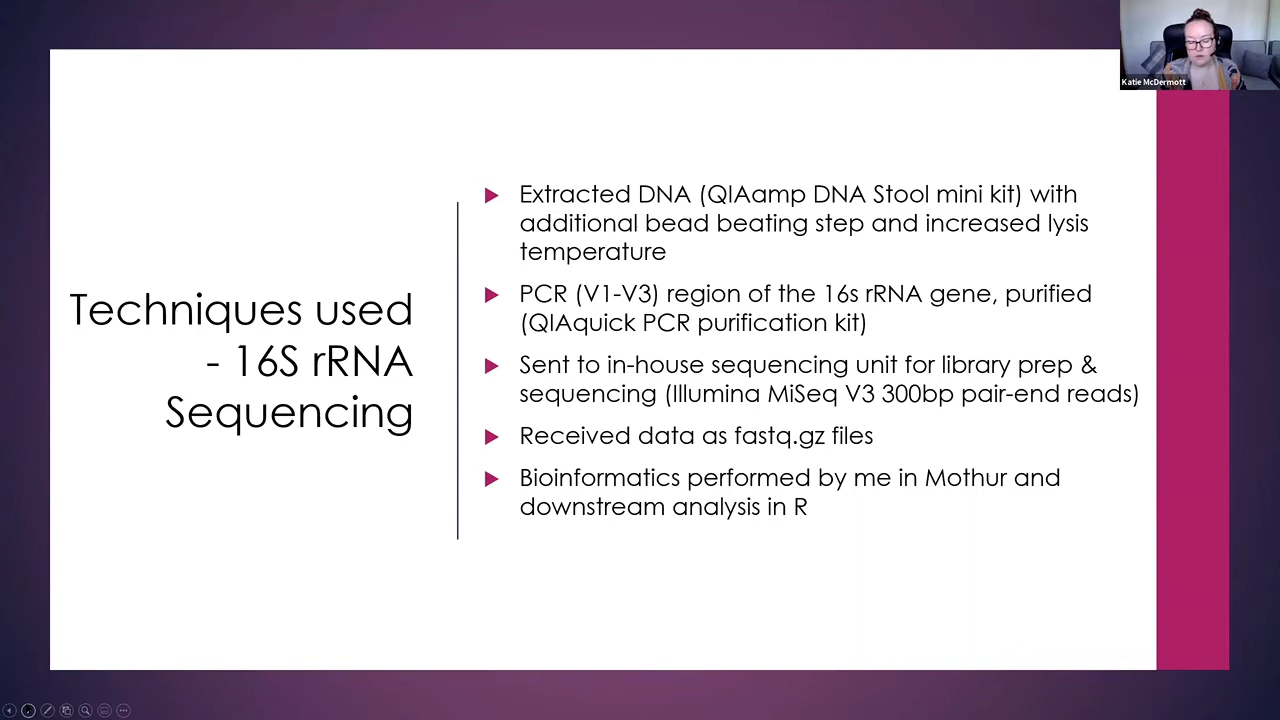 Katie McDermott
Techniques used
- 16S rRNA
Sequencing
Extracted DNA (QIAamp DNA Stool mini kit) with
additional bead beating step and increased lysis
temperature
PCR (V1-V3) region of the 16s rRNA gene, purified
(QIAquick PCR purification kit)
Sent to in-house sequencing unit for library prep &
sequencing (Illumina MiSeq V3 300bp pair-end reads)
Received data as fastq.gz files
Bioinformatics performed by me in Mothur and
downstream analysis in R